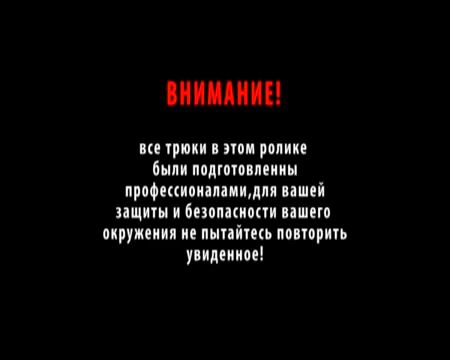 ВНИМАНИЕ!
все трюки в этом ролике
были подготовленны
профессионалами,для вашей
защиты и безопасности вашего
окружения не пытайтесь повторить
увиденное!